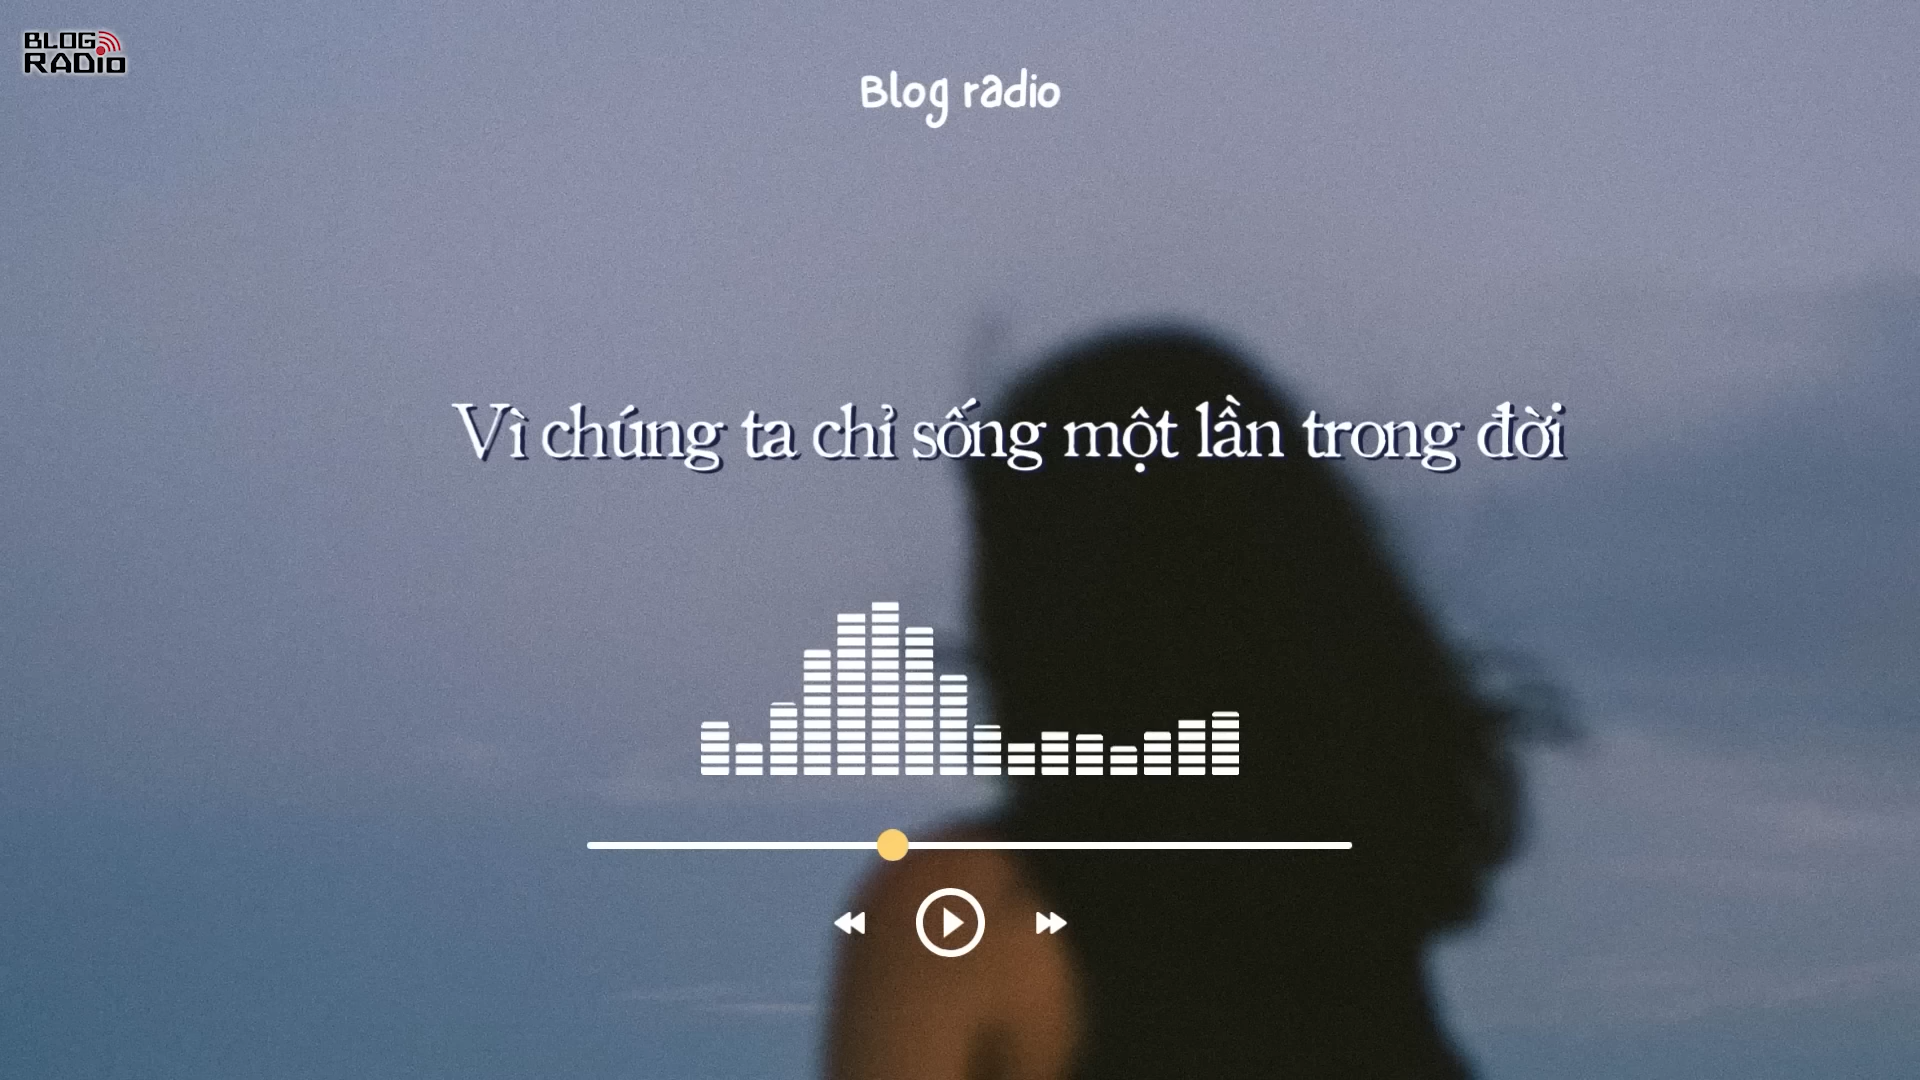 BLOG
RADIO
Blog radio
Vì chúng ta chỉ sống một lần trong đời